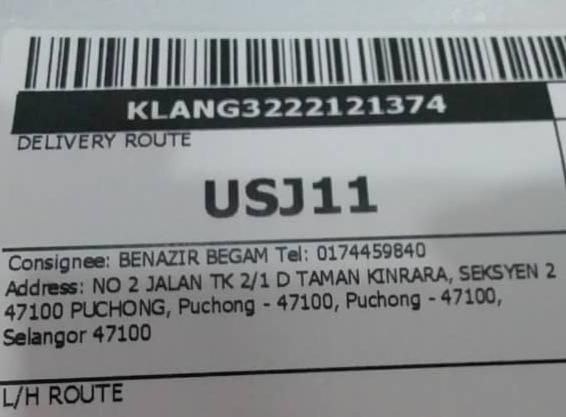 KLANG3222121374
DELIVERY ROUTE
USJ11
Consignee: BENAZIR BEGAM Tel: 0174459840
Address: NO 2 JALAN TK 2/1 D TAMAN KINRARA, SEKSYEN 2
47100 PUCHONG, Puchong - 47100, Puchong - 47100,
Selangor 47100
L/H ROUTE